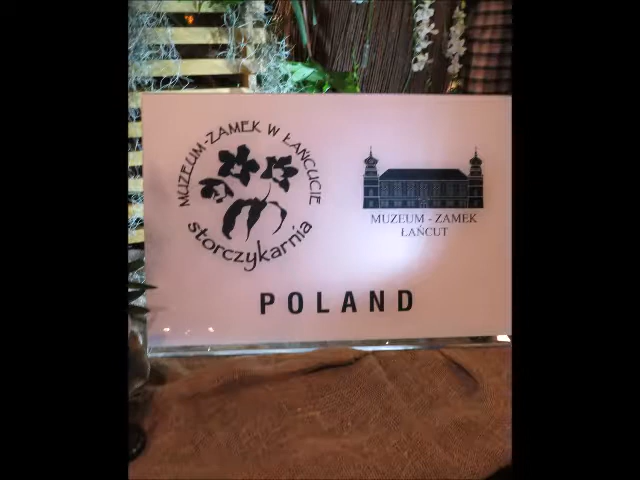 MUZEUM-ZAMEK W ŁAŃCUCIE
storczykarnia
MUZEUM - ZAMEK
ŁAŃCUT
POLAND